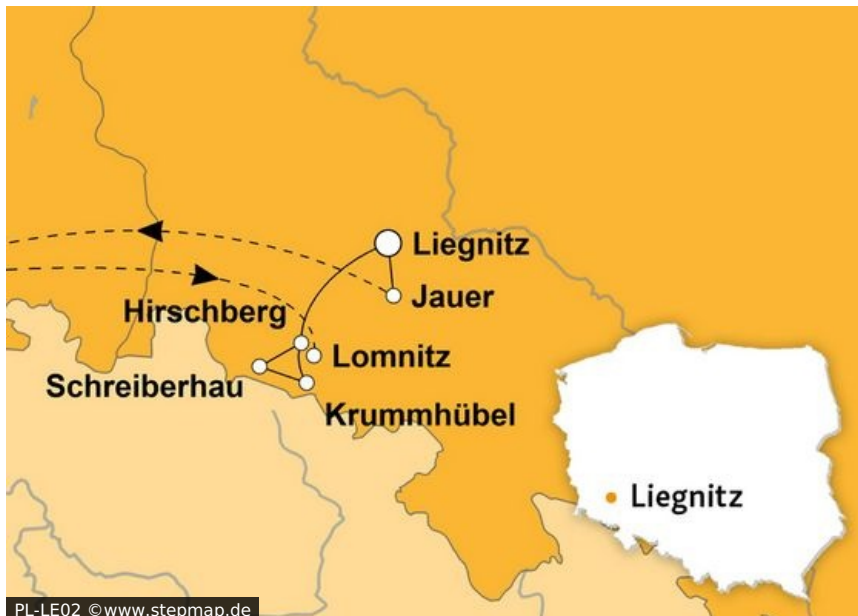 Liegnitz
Jauer
Hirschberg
Lomnitz
Schreiberhau
Krummhübel
Liegnitz
PL-LE02 ©www.stepmap.de